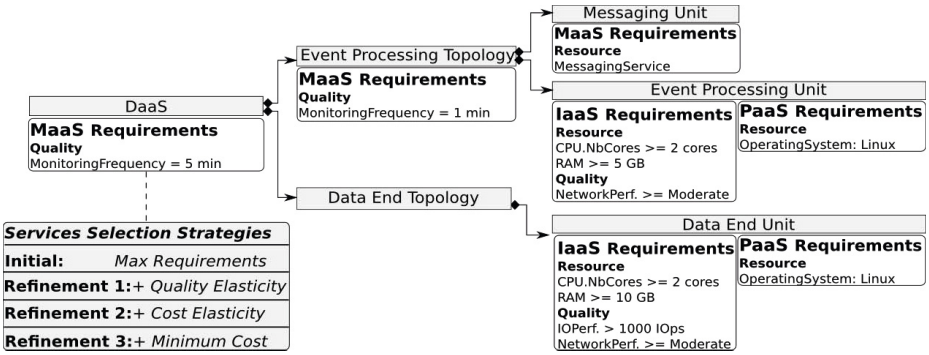 DaaS
MaaS Requirements
Quality
MonitoringFrequency = 5 min
Services Selection Strategies
Initial: Max Requirements
Refinement 1:+ Quality Elasticity
Refinement 2:+ Cost Elasticity
Refinement 3:+ Minimum Cost
Event Processing Topology
MaaS Requirements
Quality
MonitoringFrequency = 1 min
Data End Topology
Messaging Unit
MaaS Requirements
Resource
MessagingService
Event Processing Unit
IaaS Requirements
Resource
CPU.NbCores >= 2 cores
RAM >= 5 GB
Quality
NetworkPerf. >= Moderate
PaaS Requirements
Resource
OperatingSystem: Linux
Data End Unit
IaaS Requirements
Resource
CPU.NbCores >= 2 cores
RAM >= 10 GB
Quality
IOPerf. > 1000 IOps
NetworkPerf. >= Moderate
PaaS Requirements
Resource
OperatingSystem: Linux